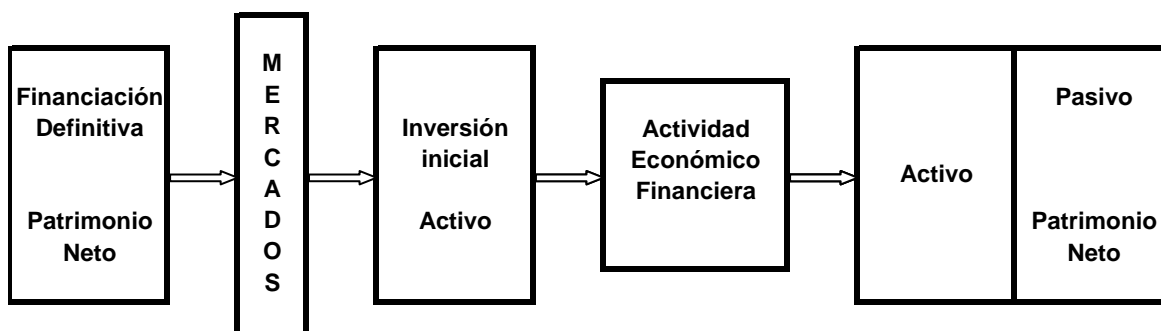 Financiación
Definitiva
Patrimonio
Neto
M
E
R
C
A
D
O
S
Inversión
inicial
Activo
Actividad
Económico
Financiera
Activo
Pasivo
Patrimonio
Neto